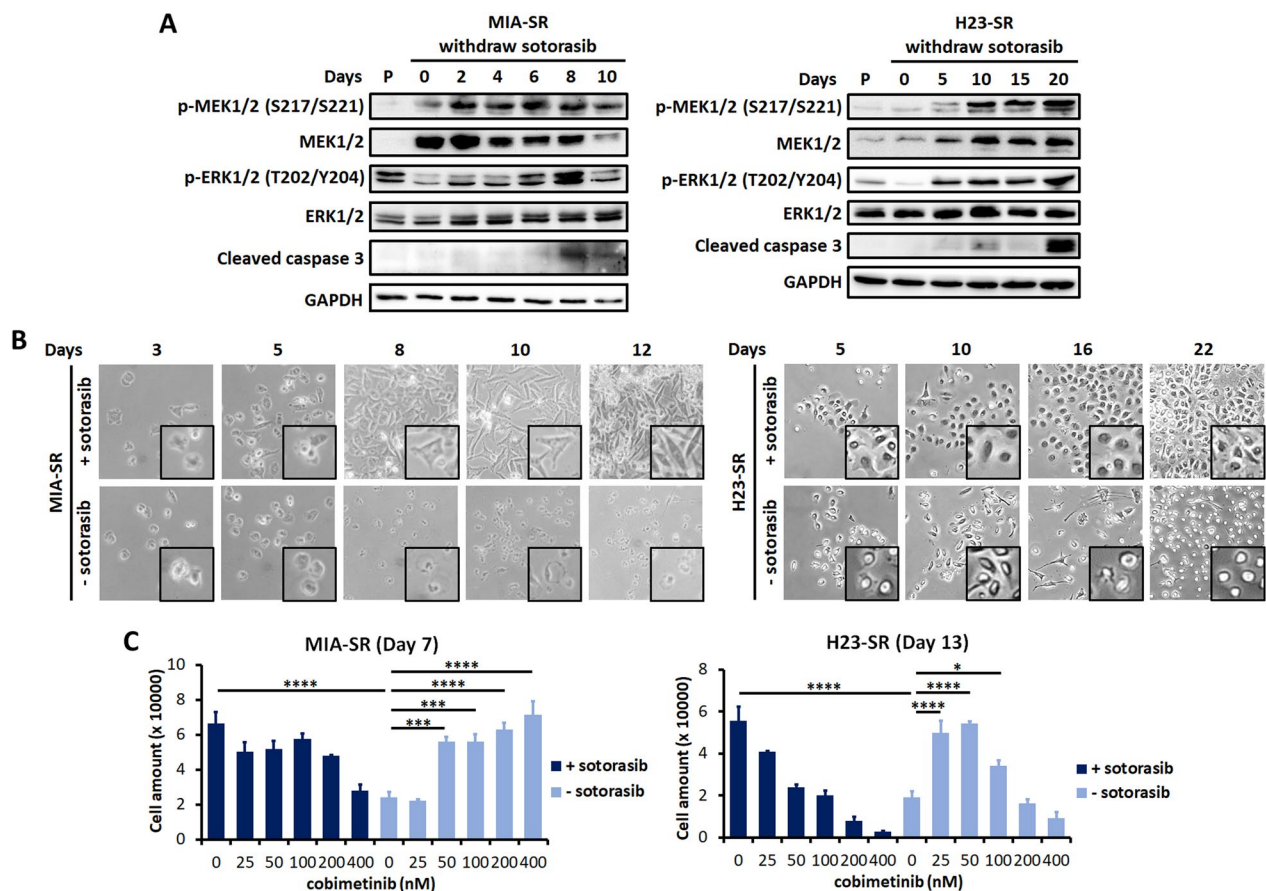 A
MIA-SR
withdraw sotorasib
Days P 0 2 4 6 8 10
p-MEK1/2 (S217/S221)
MEK1/2
p-ERK1/2 (T202/Y204)
ERK1/2
Cleaved caspase 3
GAPDH
H23-SR
withdraw sotorasib
Days P 0 5 10 15 20
p-MEK1/2 (S217/S221)
MEK1/2
p-ERK1/2 (T202/Y204)
ERK1/2
Cleaved caspase 3
GAPDH
B
Days 3 5 8 10 12
MIA-SR
+ sotorasib
- sotorasib
Days 5 10 16 22
H23-SR
+ sotorasib
- sotorasib
C
MIA-SR (Day 7)
Cell amount (x 10000)
10
8
6
4
2
0
****
****
****
***
***
+ sotorasib
- sotorasib
0 25 50 100 200 400 0 25 50 100 200 400
cobimetinib (nM)
H23-SR (Day 13)
Cell amount (x 10000)
8
6
4
2
0
*
****
****
****
+ sotorasib
- sotorasib
0 25 50 100 200 400 0 25 50 100 200 400
cobimetinib (nM)